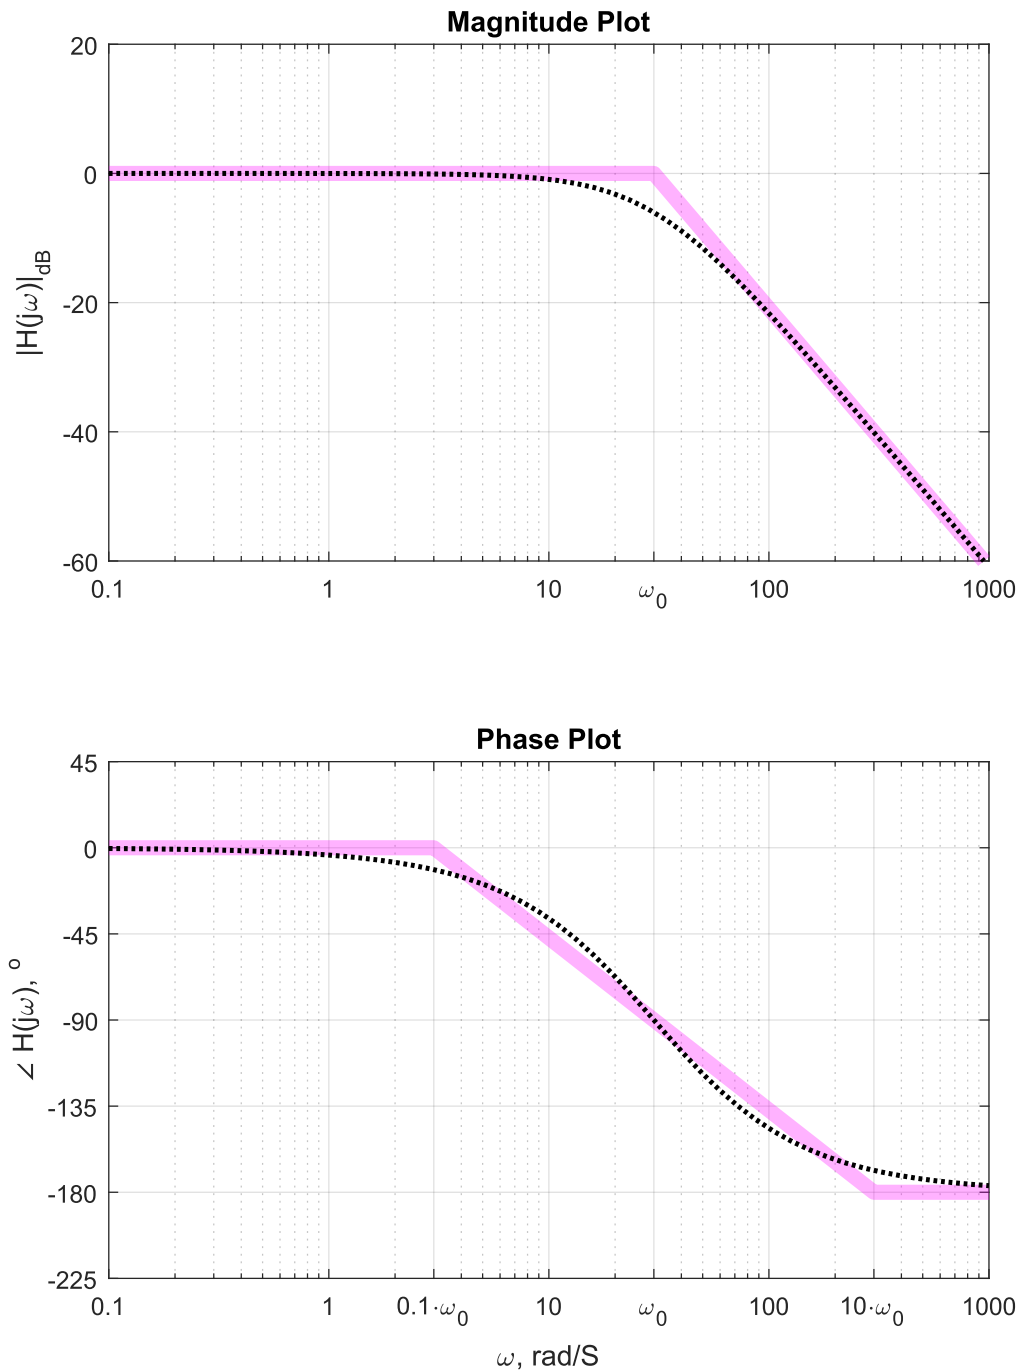 Magnitude Plot
20
0
-20
-40
-60
|H(jω)|dB
0.1 1 10 ω0 100 1000
Phase Plot
45
0
-45
-90
-135
-180
-225
∠ H(jω), °
0.1 1 0.1·ω0 10 ω0 100 10·ω0 1000
ω, rad/S